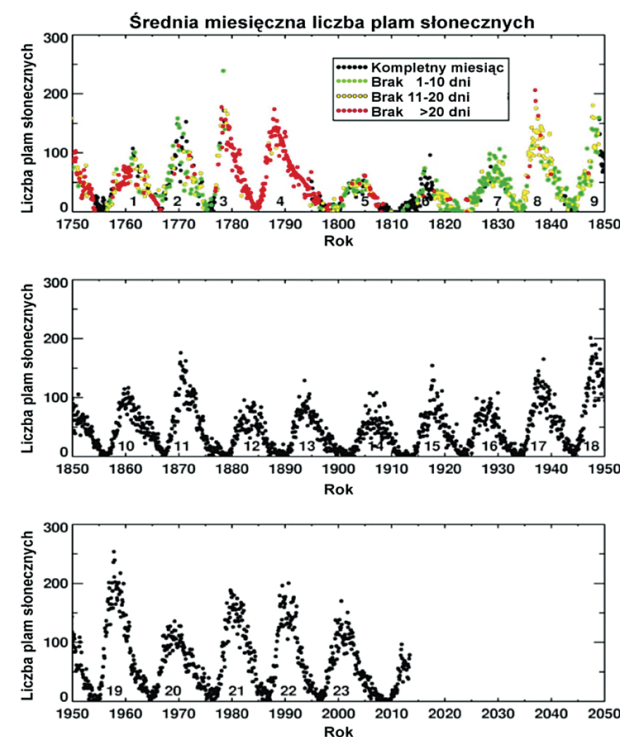 Średnia miesięczna liczba plam słonecznych
Liczba plam słonecznych
300
200
100
0
Kompletny miesiąc
Brak 1-10 dni
Brak 11-20 dni
Brak >20 dni
1 2 3 4 5 6 7 8 9
1750 1760 1770 1780 1790 1800 1810 1820 1830 1840 1850
Rok
Liczba plam słonecznych
300
200
100
0
10 11 12 13 14 15 16 17 18
1850 1860 1870 1880 1890 1900 1910 1920 1930 1940 1950
Rok
Liczba plam słonecznych
300
200
100
0
19 20 21 22 23
1950 1960 1970 1980 1990 2000 2010 2020 2030 2040 2050
Rok